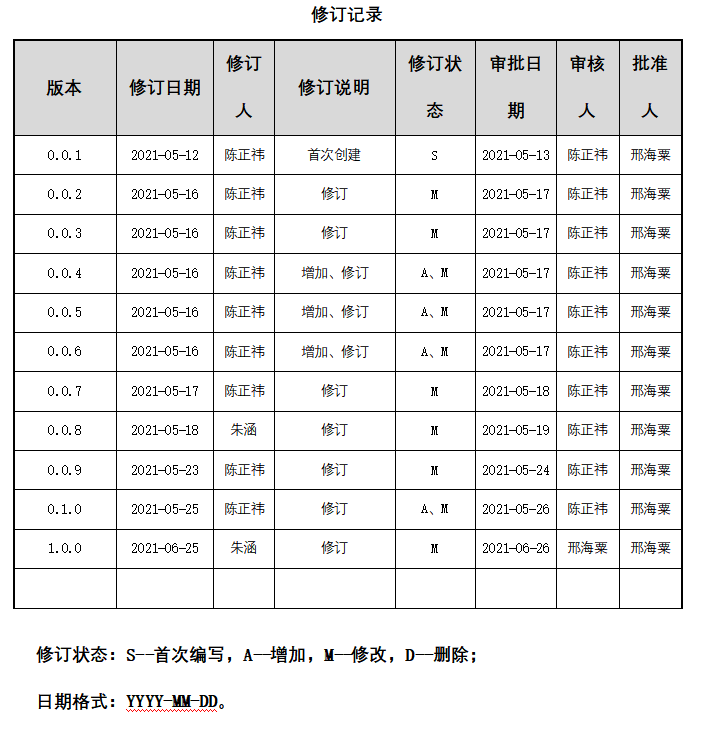 修订记录
版本 修订日期 修订人 修订说明 修订状态 审批日期 审核人 批准人
0.0.1 2021-05-12 陈正祎 首次创建 S 2021-05-13 陈正祎 邢海粟
0.0.2 2021-05-16 陈正祎 修订 M 2021-05-17 陈正祎 邢海粟
0.0.3 2021-05-16 陈正祎 修订 M 2021-05-17 陈正祎 邢海粟
0.0.4 2021-05-16 陈正祎 增加、修订 A、M 2021-05-17 陈正祎 邢海粟
0.0.5 2021-05-16 陈正祎 增加、修订 A、M 2021-05-17 陈正祎 邢海粟
0.0.6 2021-05-16 陈正祎 增加、修订 A、M 2021-05-17 陈正祎 邢海粟
0.0.7 2021-05-17 陈正祎 修订 M 2021-05-18 陈正祎 邢海粟
0.0.8 2021-05-18 朱涵 修订 M 2021-05-19 陈正祎 邢海粟
0.0.9 2021-05-23 陈正祎 修订 M 2021-05-24 陈正祎 邢海粟
0.1.0 2021-05-25 陈正祎 修订 A、M 2021-05-26 陈正祎 邢海粟
1.0.0 2021-06-25 朱涵 修订 M 2021-06-26 邢海粟 邢海粟
修订状态：S--首次编写，A--增加，M--修改，D--删除；
日期格式：YYYY-MM-DD。